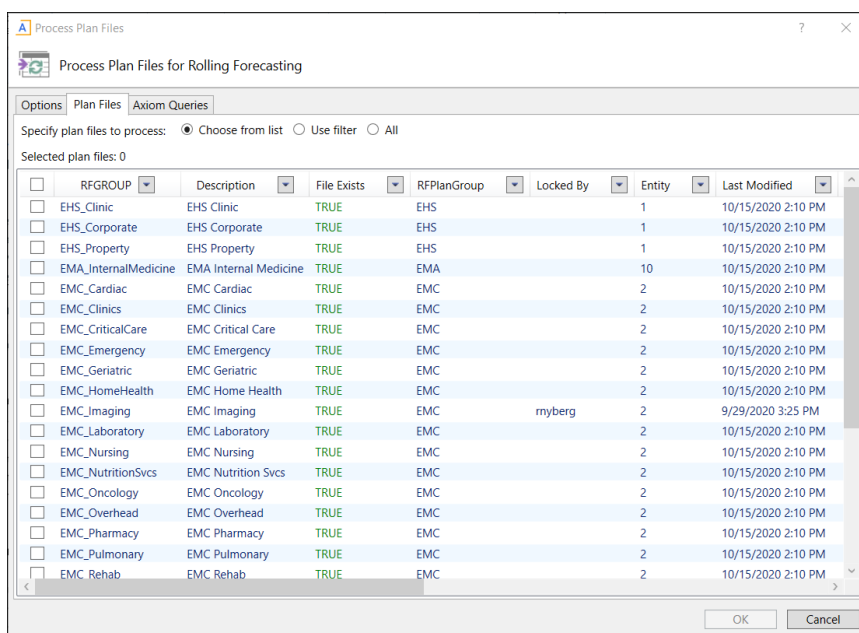 A Process Plan Files ?
Process Plan Files for Rolling Forecasting
Options Plan Files Axiom Queries
Specify plan files to process: Choose from list Use filter All
Selected plan files: 0
RFGROUP Description File Exists RFPlanGroup Locked By Entity Last Modified
EHS_Clinic EHS Clinic TRUE EHS 1 10/15/2020 2:10 PM
EHS_Corporate EHS Corporate TRUE EHS 1 10/15/2020 2:10 PM
EHS_Property EHS Property TRUE EHS 1 10/15/2020 2:10 PM
EMA_InternalMedicine EMA Internal Medicine TRUE EMA 10 10/15/2020 2:10 PM
EMC_Cardiac EMC Cardiac TRUE EMC 2 10/15/2020 2:10 PM
EMC_Clinics EMC Clinics TRUE EMC 2 10/15/2020 2:10 PM
EMC_CriticalCare EMC Critical Care TRUE EMC 2 10/15/2020 2:10 PM
EMC_Emergency EMC Emergency TRUE EMC 2 10/15/2020 2:10 PM
EMC_Geriatric EMC Geriatric TRUE EMC 2 10/15/2020 2:10 PM
EMC_HomeHealth EMC Home Health TRUE EMC 2 10/15/2020 2:10 PM
EMC_Imaging EMC Imaging TRUE EMC rnyberg 2 9/29/2020 3:25 PM
EMC_Laboratory EMC Laboratory TRUE EMC 2 10/15/2020 2:10 PM
EMC_Nursing EMC Nursing TRUE EMC 2 10/15/2020 2:10 PM
EMC_NutritionSvcs EMC Nutrition Svcs TRUE EMC 2 10/15/2020 2:10 PM
EMC_Oncology EMC Oncology TRUE EMC 2 10/15/2020 2:10 PM
EMC_Overhead EMC Overhead TRUE EMC 2 10/15/2020 2:10 PM
EMC_Pharmacy EMC Pharmacy TRUE EMC 2 10/15/2020 2:10 PM
EMC_Pulmonary EMC Pulmonary TRUE EMC 2 10/15/2020 2:10 PM
EMC_Rehab EMC Rehab TRUE EMC 2 10/15/2020 2:10 PM
OK Cancel